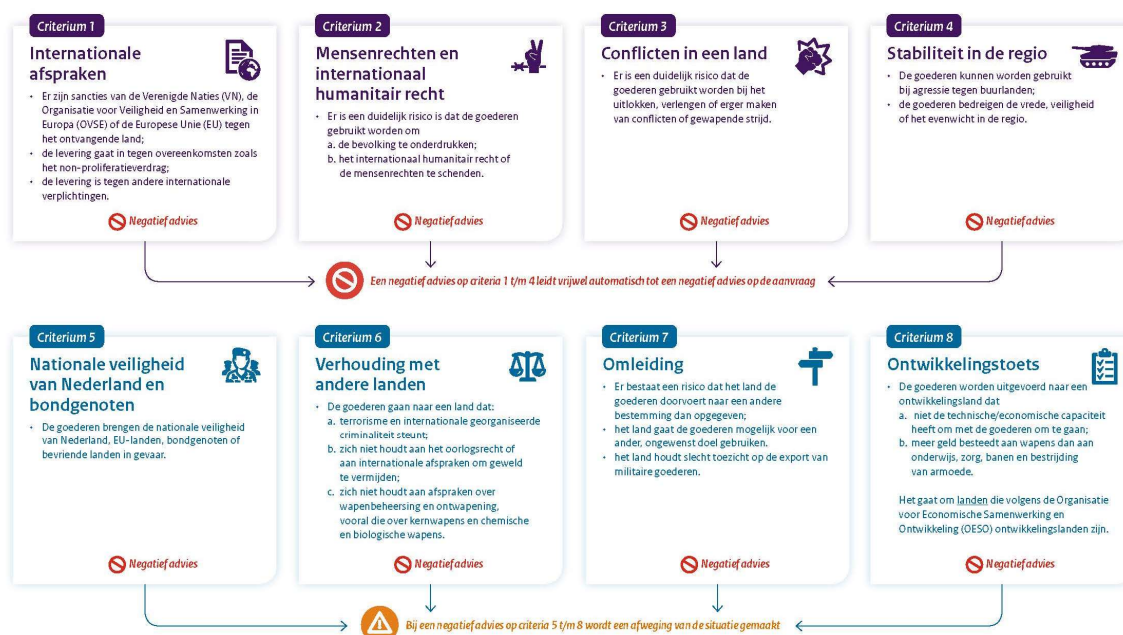 Criterium 1
Internationale
afspraken
• Er zijn sancties van de Verenigde Naties (VN), de
Organisatie voor Veiligheid en Samenwerking in
Europa (OVSE) of de Europese Unie (EU) tegen
het ontvangende land;
• de levering gaat in tegen overeenkomsten zoals
het non-proliferatieverdrag;
• de levering is tegen andere internationale
verplichtingen.
Negatief advies
Criterium 2
Mensenrechten en
internationaal
humanitair recht
• Er is een duidelijk risico is dat de goederen
gebruikt worden om
a. de bevolking te onderdrukken;
b. het internationaal humanitair recht of
de mensenrechten te schenden.
Negatief advies
Criterium 3
Conflicten in een land
• Er is een duidelijk risico dat de
goederen gebruikt worden bij het
uitlokken, verlengen of erger maken
van conflicten of gewapende strijd.
Negatief advies
Criterium 4
Stabiliteit in de regio
• De goederen kunnen worden gebruikt
bij agressie tegen buurlanden;
• de goederen bedreigen de vrede, veiligheid
of het evenwicht in de regio.
Negatief advies
Een negatief advies op criteria 1 t/m 4 leidt vrijwel automatisch tot een negatief advies op de aanvraag
Criterium 5
Nationale veiligheid
van Nederland en
bondgenoten
• De goederen brengen de nationale veiligheid
van Nederland, EU-landen, bondgenoten of
bevriende landen in gevaar.
Negatief advies
Criterium 6
Verhouding met
andere landen
• De goederen gaan naar een land dat:
a. terrorisme en internationale georganiseerde
criminaliteit steunt;
b. zich niet houdt aan het oorlogsrecht of
aan internationale afspraken om geweld
te vermijden;
c. zich niet houdt aan afspraken over
wapenbeheersing en ontwapening,
vooral die over kernwapens en chemische
en biologische wapens.
Negatief advies
Criterium 7
Omleiding
• Er bestaat een risico dat het land de
goederen doorvoert naar een andere
bestemming dan opgegeven;
• het land gaat de goederen mogelijk voor een
ander, ongewenst doel gebruiken.
• het land houdt slecht toezicht op de export van
militaire goederen.
Negatief advies
Criterium 8
Ontwikkelingstoets
• De goederen worden uitgevoerd naar een
ontwikkelingsland dat
a. niet de technische/economische capaciteit
heeft om met de goederen om te gaan;
b. meer geld besteedt aan wapens dan aan
onderwijs, zorg, banen en bestrijding
van armoede.
Het gaat om landen die volgens de Organisatie
voor Economische Samenwerking en
Ontwikkeling (OESO) ontwikkelingslanden zijn.
Negatief advies
Bij een negatief advies op criteria 5 t/m 8 wordt een afweging van de situatie gemaakt